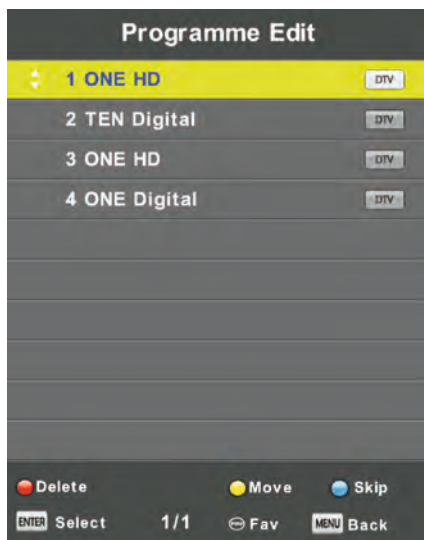 Programme Edit
1 ONE HD DTV
2 TEN Digital DTV
3 ONE HD DTV
4 ONE Digital DTV
Delete Move Skip
ENTER Select 1/1 Fav MENU Back